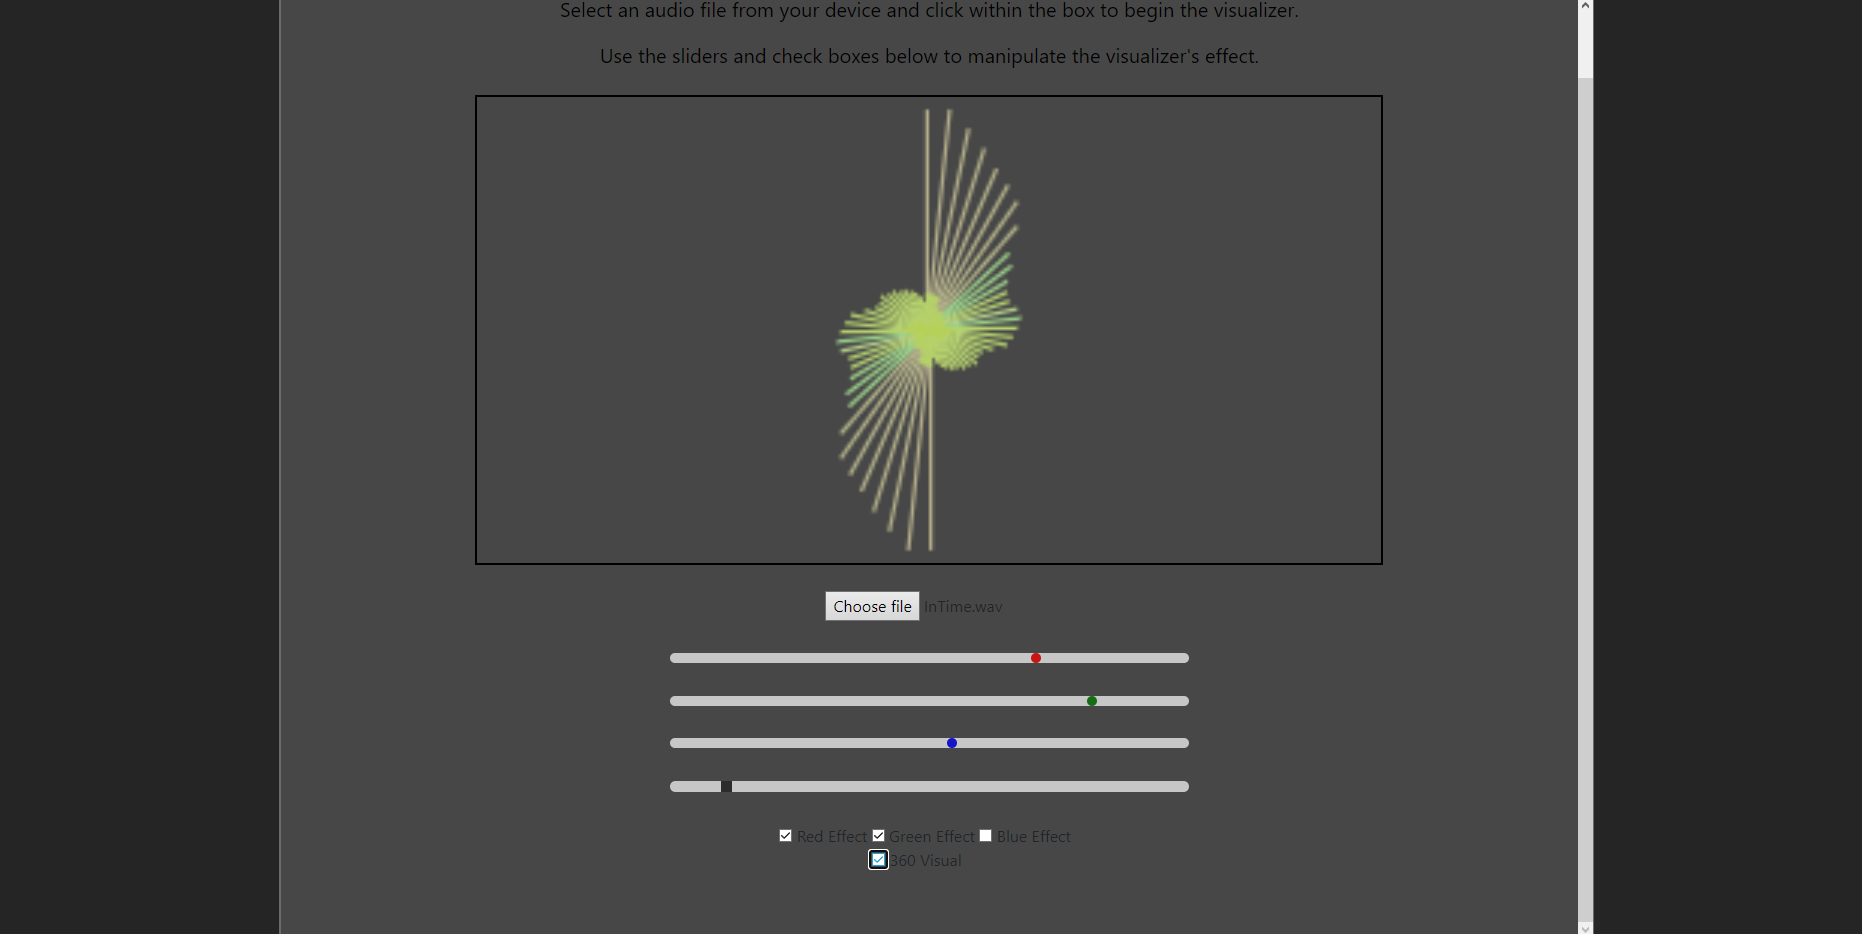 Select an audio file from your device and click within the box to begin the visualizer.
Use the sliders and check boxes below to manipulate the visualizer's effect.
Choose file InTime.wav
Red Effect Green Effect Blue Effect
360 Visual